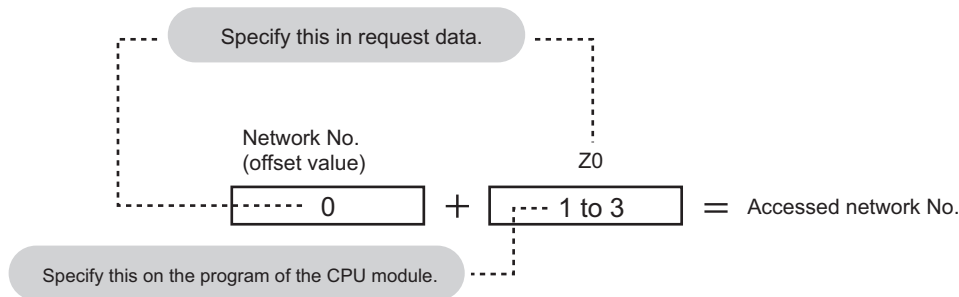 Specify this in request data.
Network No.
(offset value)
Z0
0 + 1 to 3 = Accessed network No.
Specify this on the program of the CPU module.